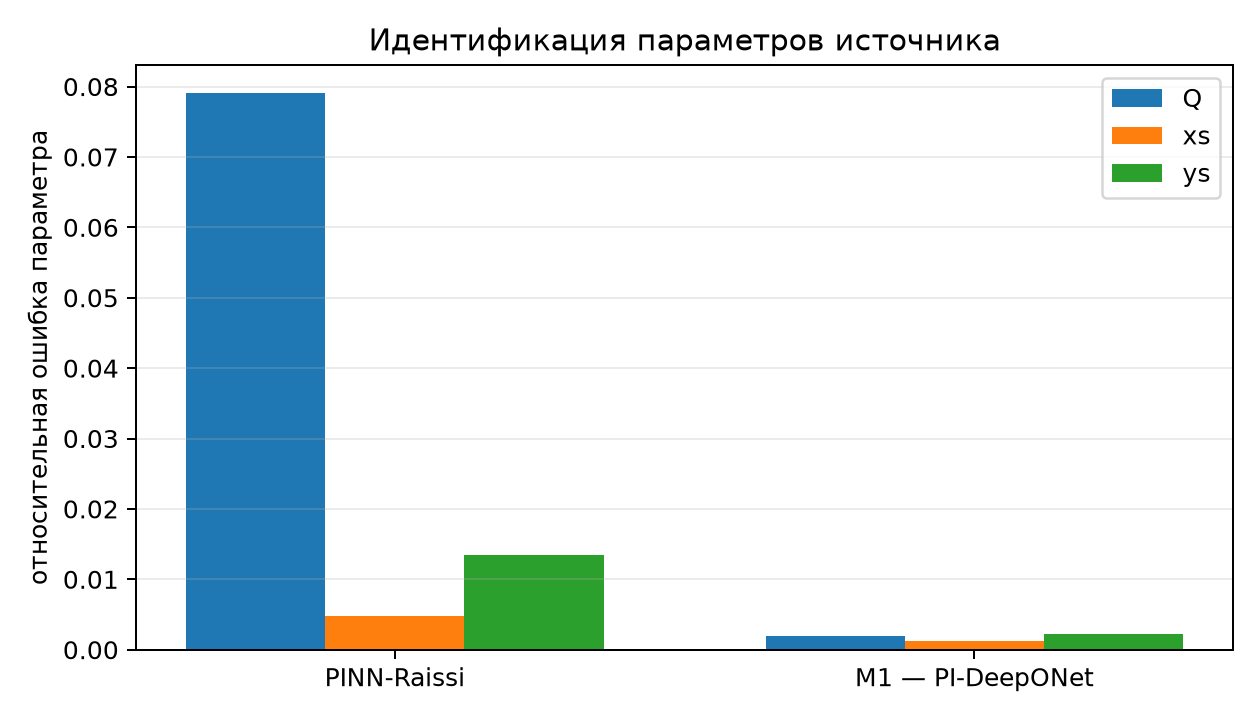 Идентификация параметров источника
относительная ошибка параметра
0.08
0.07
0.06
0.05
0.04
0.03
0.02
0.01
0.00
Q
xs
ys
PINN-Raissi
M1 — PI-DeepONet